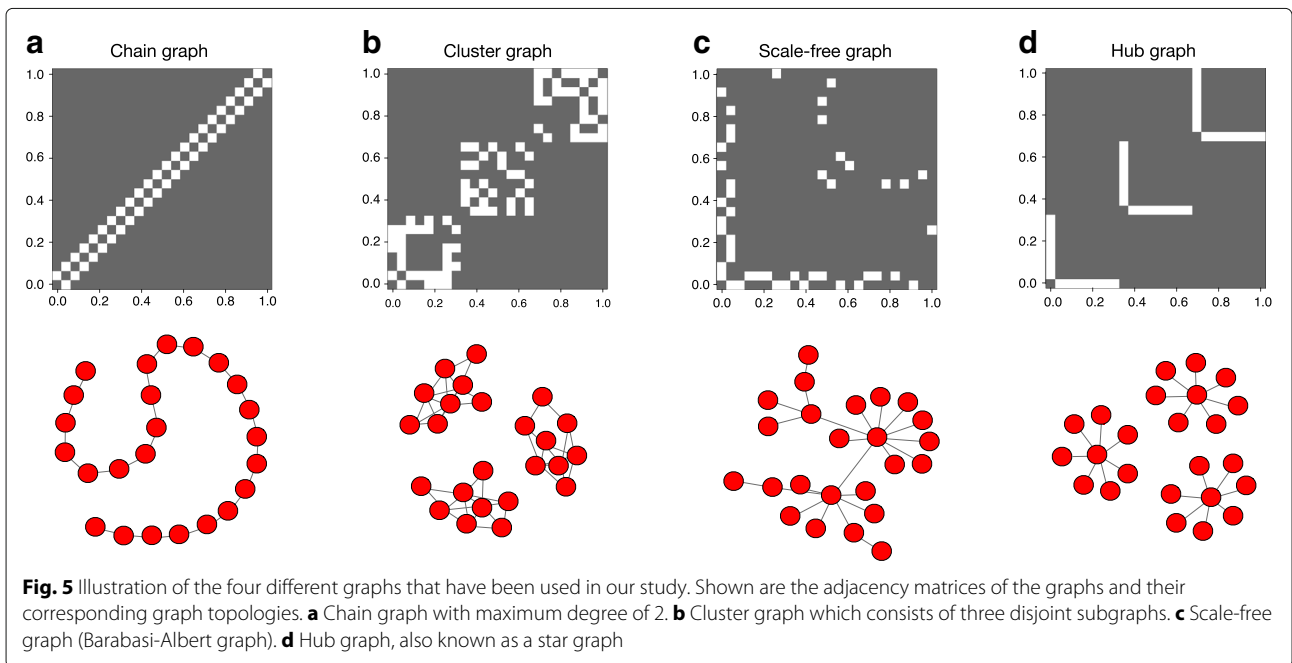 a b c d
Chain graph Cluster graph Scale-free graph Hub graph
1.0 1.0 1.0 1.0
0.8 0.8 0.8 0.8
0.6 0.6 0.6 0.6
0.4 0.4 0.4 0.4
0.2 0.2 0.2 0.2
0.0 0.0 0.0 0.0
0.0 0.2 0.4 0.6 0.8 1.0 0.0 0.2 0.4 0.6 0.8 1.0 0.0 0.2 0.4 0.6 0.8 1.0 0.0 0.2 0.4 0.6 0.8 1.0
Fig. 5 Illustration of the four different graphs that have been used in our study. Shown are the adjacency matrices of the graphs and their
corresponding graph topologies. a Chain graph with maximum degree of 2. b Cluster graph which consists of three disjoint subgraphs. c Scale-free
graph (Barabasi-Albert graph). d Hub graph, also known as a star graph